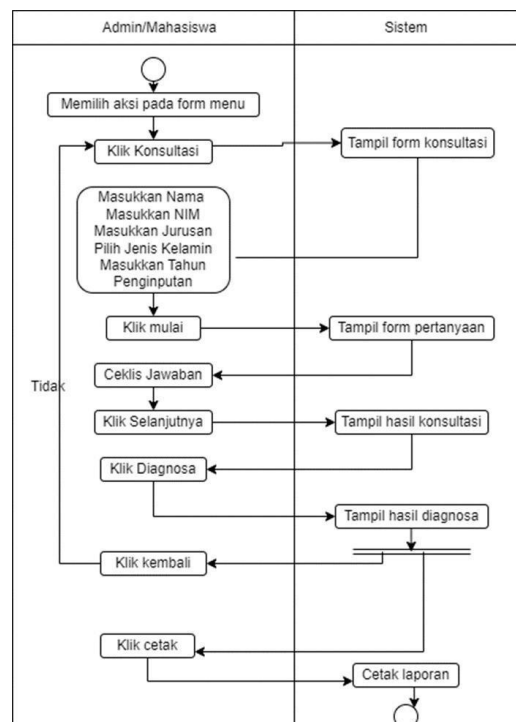 Admin/Mahasiswa
Sistem
Memilih aksi pada form menu
Klik Konsultasi
Tampil form konsultasi
Masukkan Nama
Masukkan NIM
Masukkan Jurusan
Pilih Jenis Kelamin
Masukkan Tahun
Penginputan
Klik mulai
Tampil form pertanyaan
Ceklis Jawaban
Tidak
Klik Selanjutnya
Tampil hasil konsultasi
Klik Diagnosa
Tampil hasil diagnosa
Klik kembali
Klik cetak
Cetak laporan